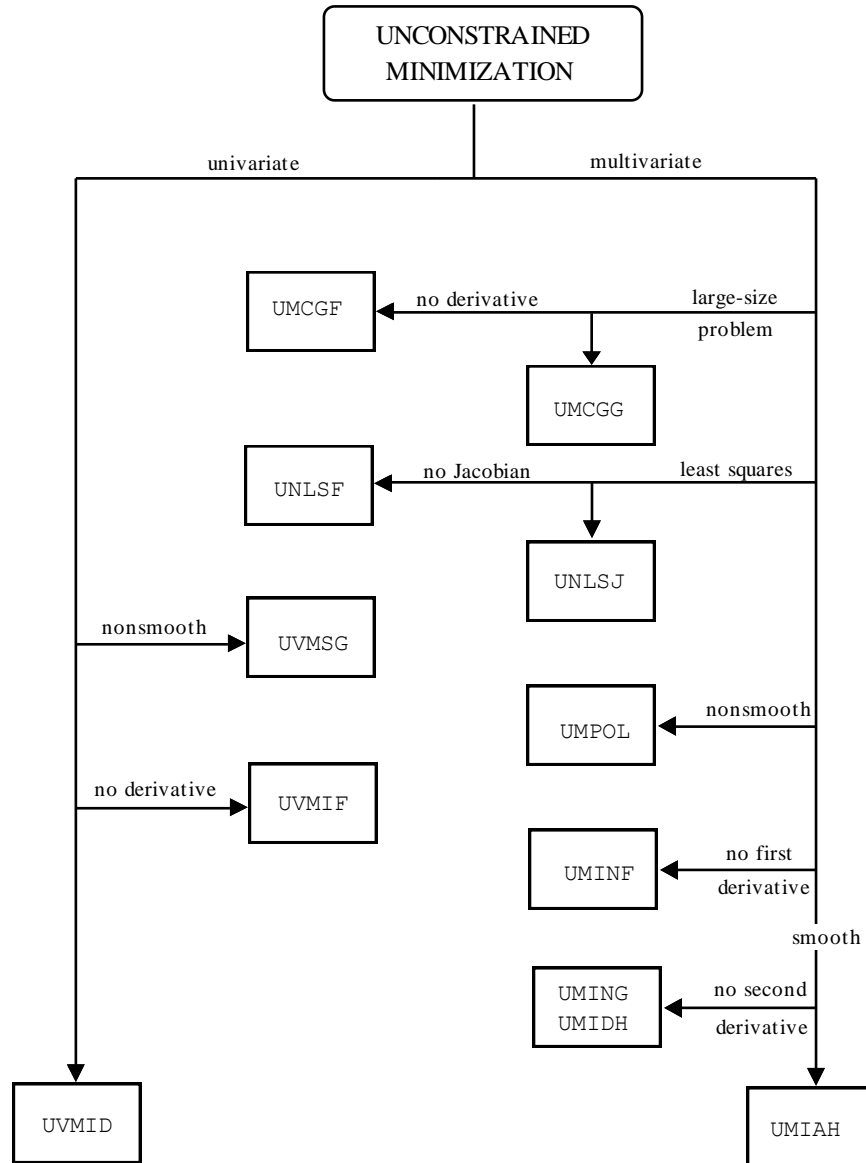 UNCONSTRAINED
MINIMIZATION
univariate
multivariate
UMCGF
no derivative
large-size
problem
UMCGG
UNLSF
no Jacobian
least squares
UNLSJ
nonsmooth
UVMSG
UMPOL
nonsmooth
no derivative
UVMIF
UMINF
no first
derivative
smooth
UMING
UMIDH
no second
derivative
UVMID
UMIAH